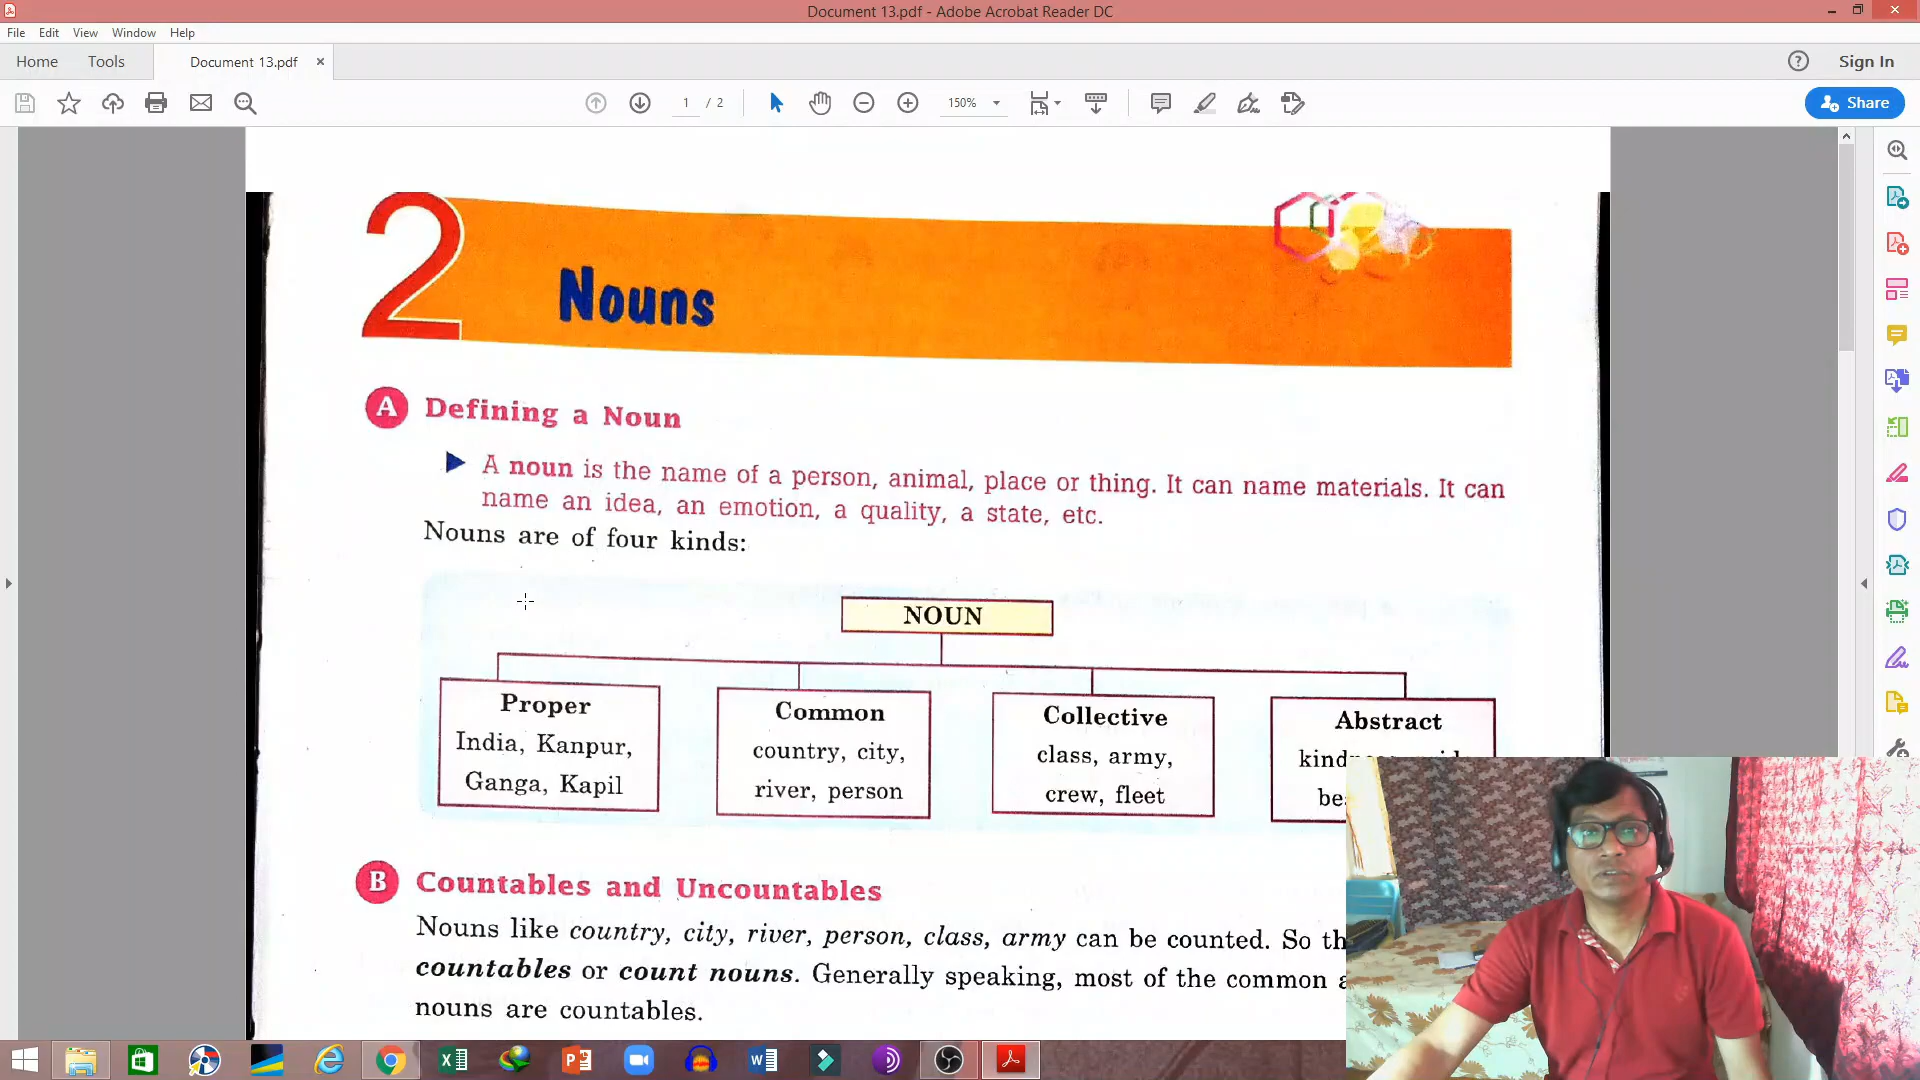 Document 13.pdf - Adobe Acrobat Reader DC
File Edit View Window Help
Home Tools Document 13.pdf × Sign In
1 / 2 150% Share
2
Nouns
A Defining a Noun
A noun is the name of a person, animal, place or thing. It can name materials. It can
name an idea, an emotion, a quality, a state, etc.
Nouns are of four kinds:
NOUN
Proper
India, Kanpur,
Ganga, Kapil
Common
country, city,
river, person
Collective
class, army,
crew, fleet
Abstract
B Countables and Uncountables
Nouns like country, city, river, person, class, army can be counted. So
countables or count nouns. Generally speaking, most of the common
nouns are countables.